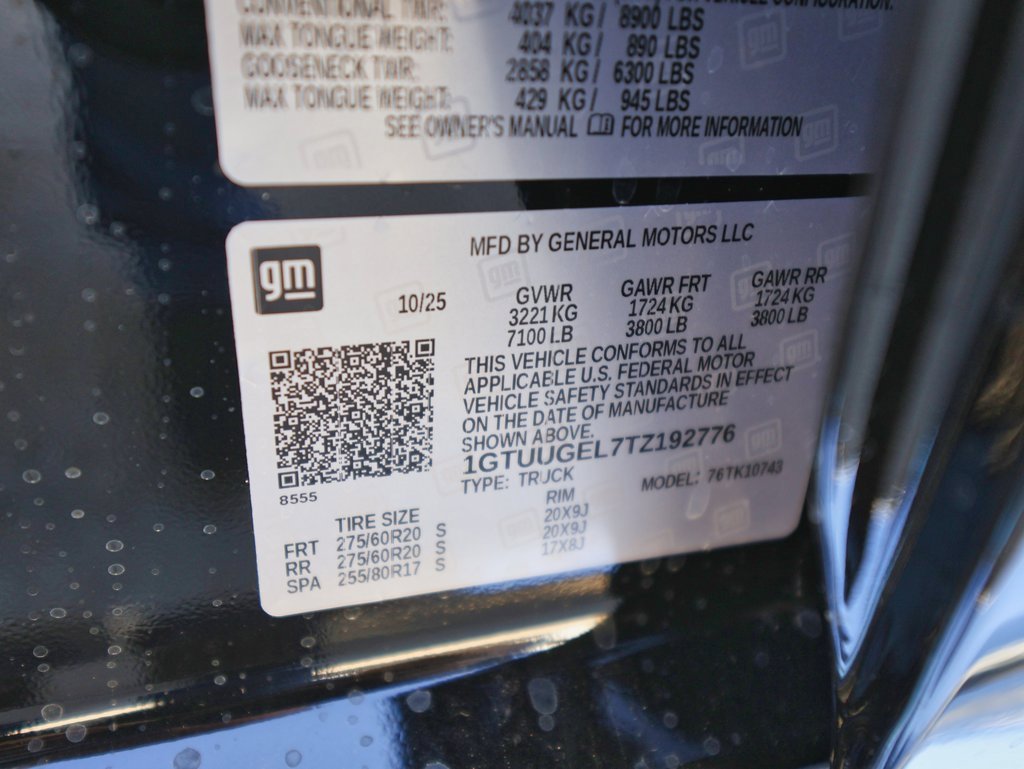 CONVENTIONAL TWR: 4037 KG / 8900 LBS
MAX TONGUE WEIGHT: 404 KG / 890 LBS
GOOSENECK TWR: 2858 KG / 6300 LBS
MAX TONGUE WEIGHT: 429 KG / 945 LBS
SEE OWNER'S MANUAL FOR MORE INFORMATION
gm
MFD BY GENERAL MOTORS LLC
10/25
GVWR GAWR FRT GAWR RR
3221 KG 1724 KG 1724 KG
7100 LB 3800 LB 3800 LB
THIS VEHICLE CONFORMS TO ALL
APPLICABLE U.S. FEDERAL MOTOR
VEHICLE SAFETY STANDARDS IN EFFECT
ON THE DATE OF MANUFACTURE
SHOWN ABOVE.
1GTUUGEL7TZ192776
TYPE: TRUCK MODEL: 76TK10743
8555
TIRE SIZE RIM
FRT 275/60R20 S 20X9J
RR 275/60R20 S 20X9J
SPA 255/80R17 S 17X8J